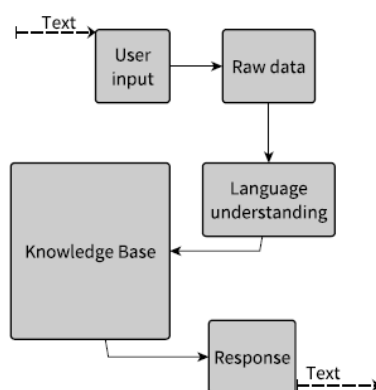 Text
User
input
Raw data
Language
understanding
Knowledge Base
Response
Text